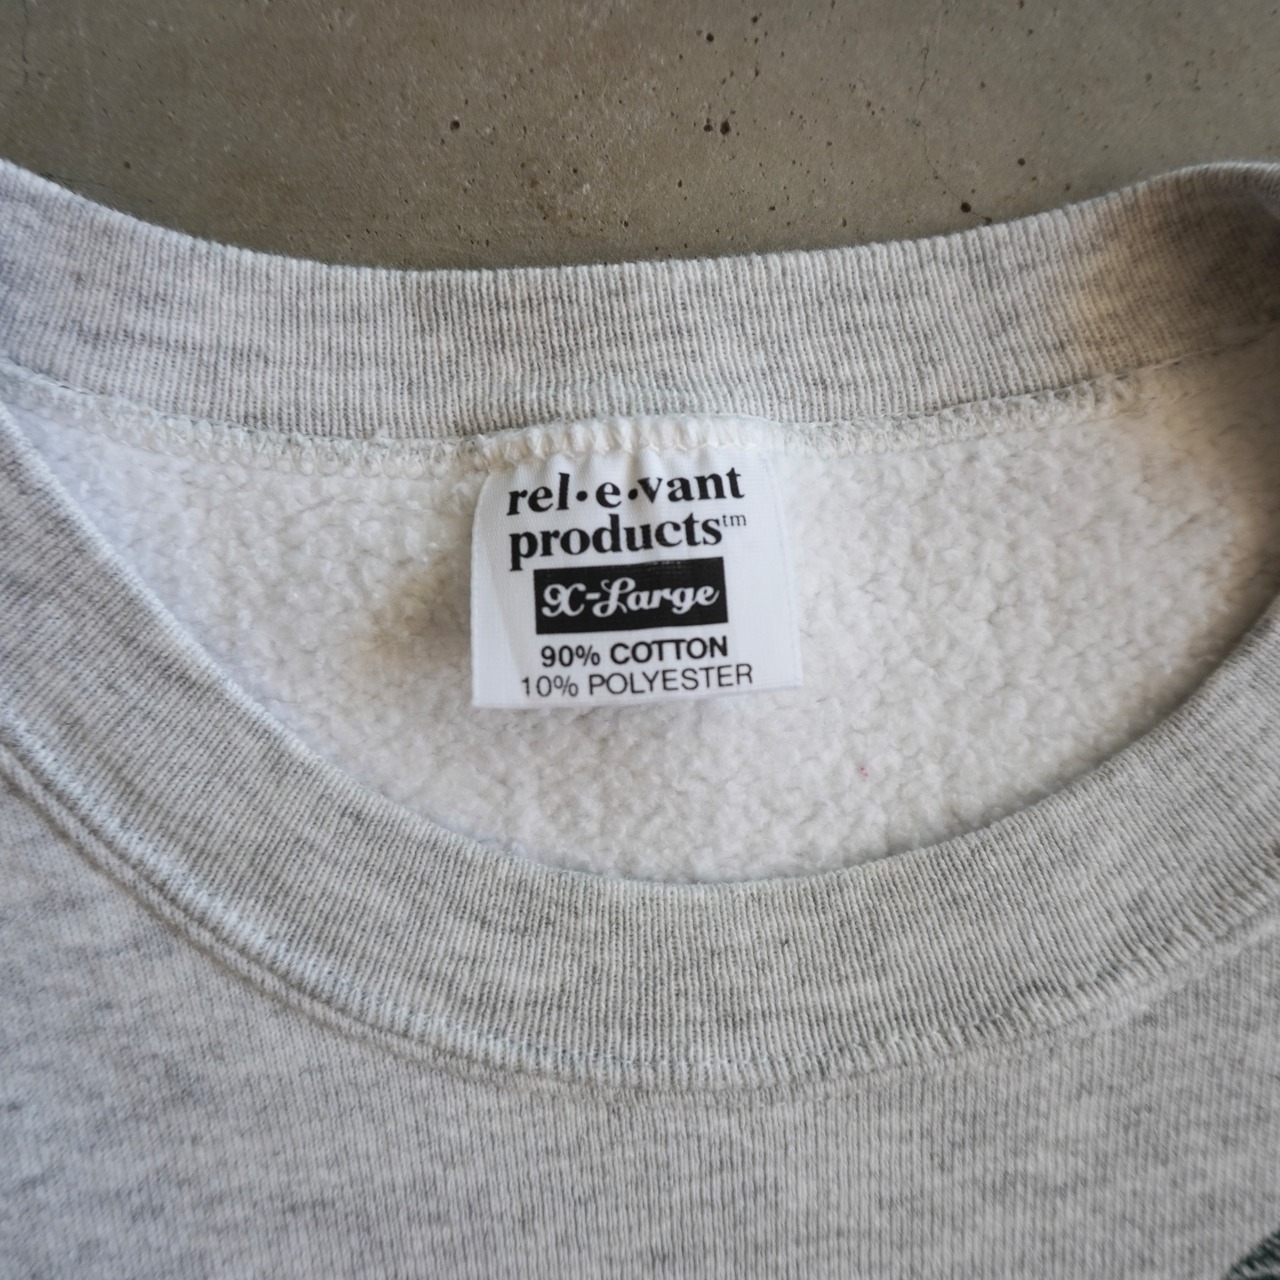 rel•e•vant
products™
X-Large
90% COTTON
10% POLYESTER